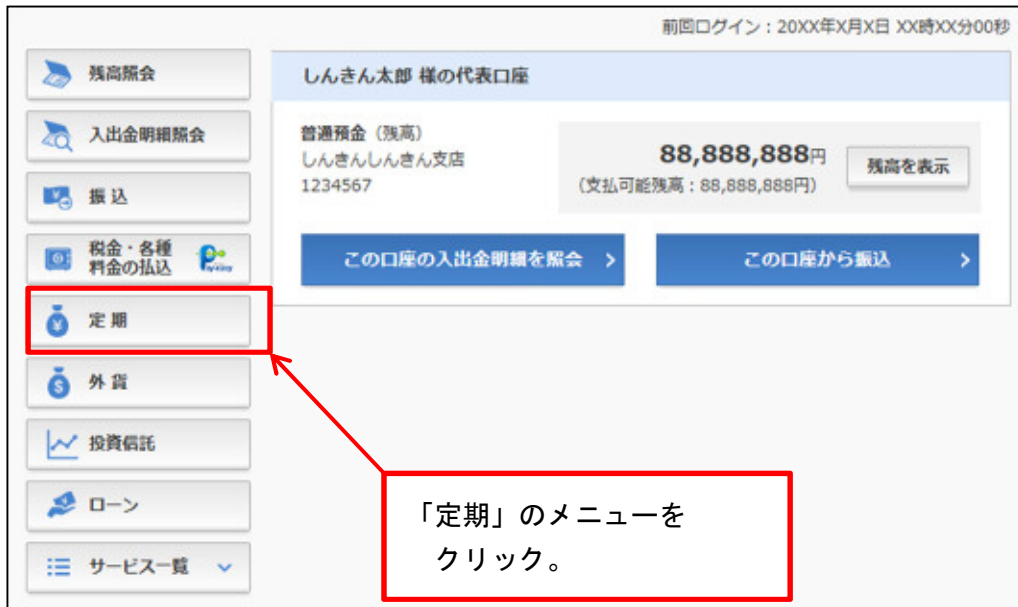 前回ログイン：20XX年X月X日 XX時XX分00秒
残高照会
入出金明細照会
振込
税金・各種
料金の払込
Pay-easy
定期
外貨
投資信託
ローン
サービス一覧
しんきん太郎 様の代表口座
普通預金（残高）
しんきんしんきん支店
1234567
88,888,888円
（支払可能残高：88,888,888円）
残高を表示
この口座の入出金明細を照会
この口座から振込
「定期」のメニューを
クリック。